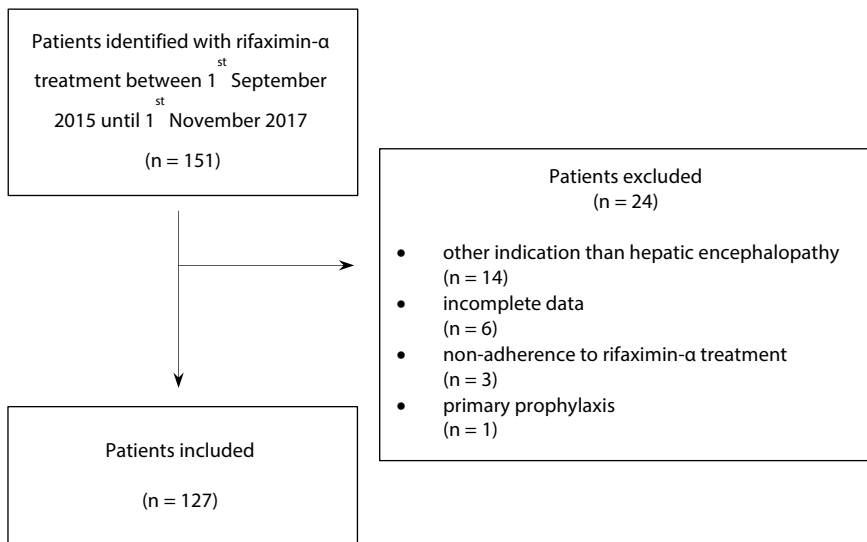 Patients identified with rifaximin-α
treatment between 1st September
2015 until 1st November 2017
(n = 151)
Patients excluded
(n = 24)
• other indication than hepatic encephalopathy
(n = 14)
• incomplete data
(n = 6)
• non-adherence to rifaximin-α treatment
(n = 3)
• primary prophylaxis
(n = 1)
Patients included
(n = 127)